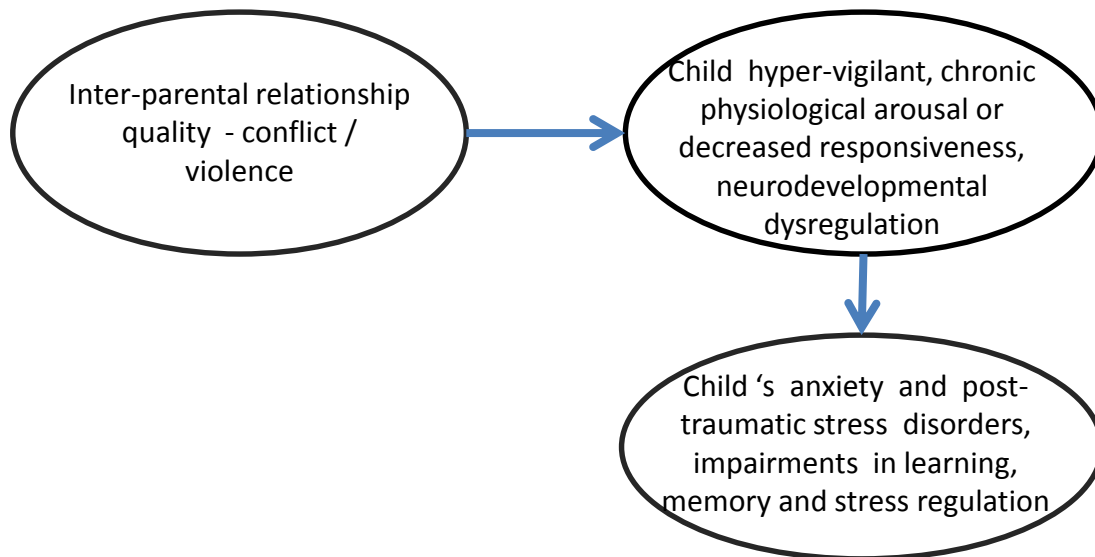 Inter-parental relationship
quality  - conflict /
violence
Child  hyper-vigilant, chronic
physiological arousal or
decreased responsiveness,
neurodevelopmental
dysregulation
Child ‘s  anxiety  and  post-
traumatic stress  disorders,
impairments  in learning,
memory and stress regulation